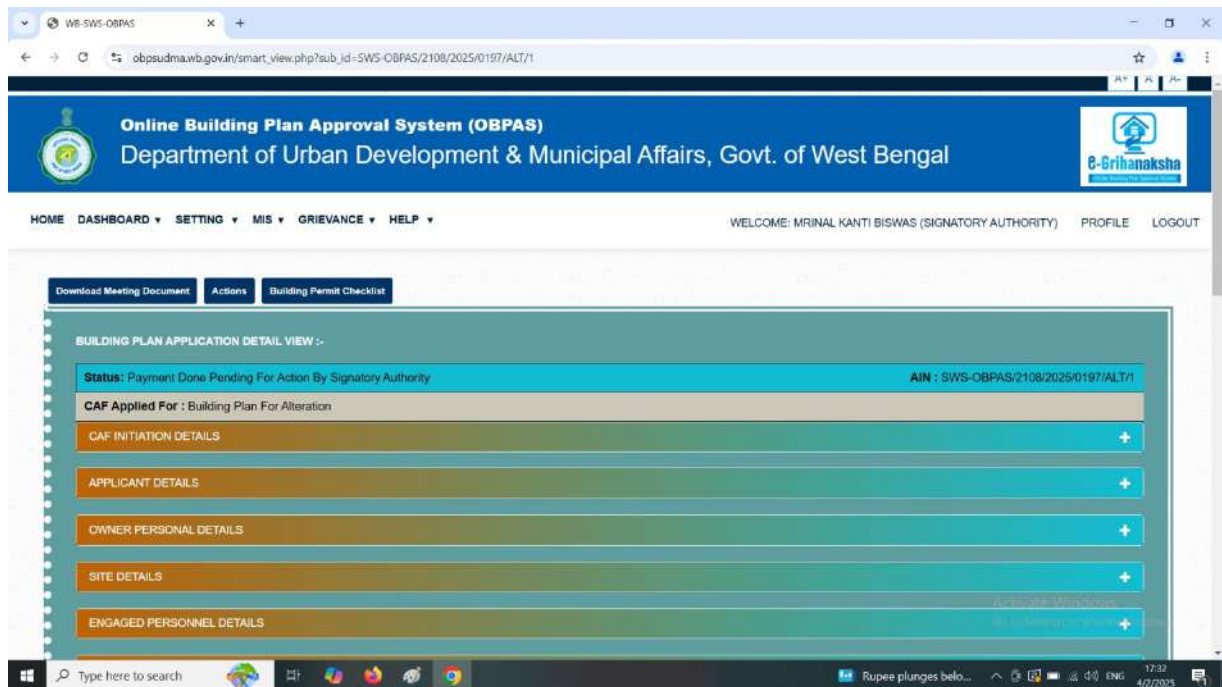 WB-SWS-OBPAS
obpsudma.wb.gov.in/smart_view.php?sub_id=SWS-OBPAS/2108/2025/0197/ALT/1
A+ A A-
Online Building Plan Approval System (OBPAS)
Department of Urban Development & Municipal Affairs, Govt. of West Bengal
e-Grihanaksha
HOME DASHBOARD ▾ SETTING ▾ MIS ▾ GRIEVANCE ▾ HELP ▾ WELCOME: MRINAL KANTI BISWAS (SIGNATORY AUTHORITY) PROFILE LOGOUT
Download Meeting Document Actions Building Permit Checklist
BUILDING PLAN APPLICATION DETAIL VIEW :-
Status: Payment Done Pending For Action By Signatory Authority AIN : SWS-OBPAS/2108/2025/0197/ALT/1
CAF Applied For : Building Plan For Alteration
CAF INITIATION DETAILS
APPLICANT DETAILS
OWNER PERSONAL DETAILS
SITE DETAILS
ENGAGED PERSONNEL DETAILS
Activate Windows
Type here to search Rupee plunges belo... ENG 17:32
4/2/2025